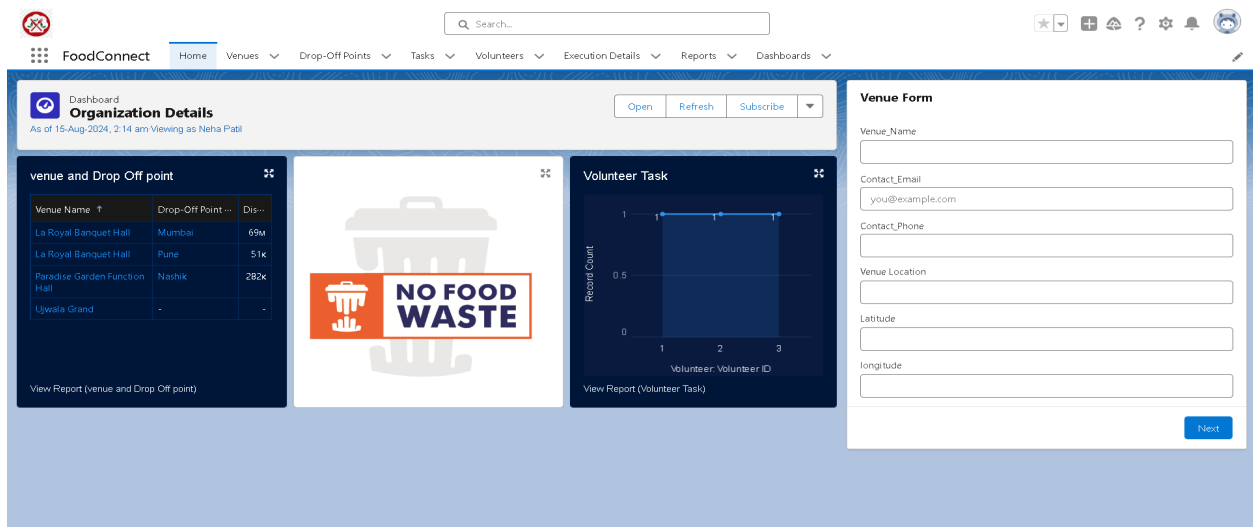 Search...
FoodConnect
Home
Venues
Drop-Off Points
Tasks
Volunteers
Execution Details
Reports
Dashboards
Dashboard
Organization Details
As of 15-Aug-2024, 2:14 am·Viewing as Neha Patil
Open
Refresh
Subscribe
venue and Drop Off point
Venue Name ↑ Drop-Off Point ... Dis...
La Royal Banquet Hall Mumbai 69M
La Royal Banquet Hall Pune 51K
Paradise Garden Function Nashik 282K
Hall
Ujwala Grand - -
View Report (venue and Drop Off point)
NO FOOD
WASTE
Volunteer Task
Record Count
1
1 1 1
0.5
0
1 2 3
Volunteer: Volunteer ID
View Report (Volunteer Task)
Venue Form
Venue_Name
Contact_Email
you@example.com
Contact_Phone
Venue Location
Latitude
longitude
Next